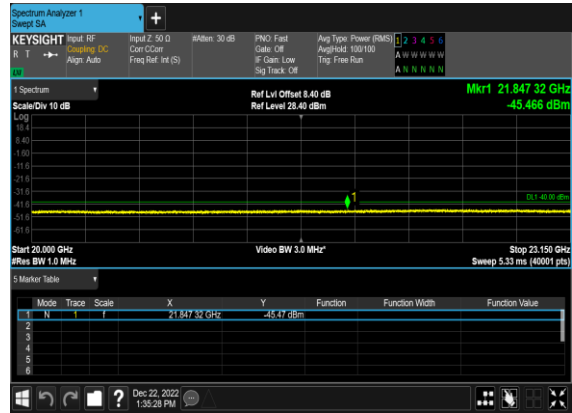 Spectrum Analyzer 1
Swept SA
+
KEYSIGHT Input: RF Input Z: 50 Ω #Atten: 30 dB PNO: Fast Avg Type: Power (RMS) 1 2 3 4 5 6
R T Coupling: DC Corr CCorr Gate: Off Avg|Hold: 100/100 A W W W W W
Align: Auto Freq Ref: Int (S) IF Gain: Low Trig: Free Run A N N N N N
Sig Track: Off
1 Spectrum Ref Lvl Offset 8.40 dB Mkr1 21.847 32 GHz
Scale/Div 10 dB Ref Level 28.40 dBm -45.466 dBm
Log
18.4
8.40
-1.60
-11.6
-21.6
-31.6
1
DL1 -40.00 dBm
-41.6
-51.6
-61.6
Start 20.000 GHz Video BW 3.0 MHz* Stop 23.150 GHz
#Res BW 1.0 MHz Sweep 5.33 ms (40001 pts)
5 Marker Table
Mode Trace Scale X Y Function Function Width Function Value
1 N 1 f 21.847 32 GHz -45.47 dBm
2
3
4
5
6
? Dec 22, 2022
1:35:28 PM